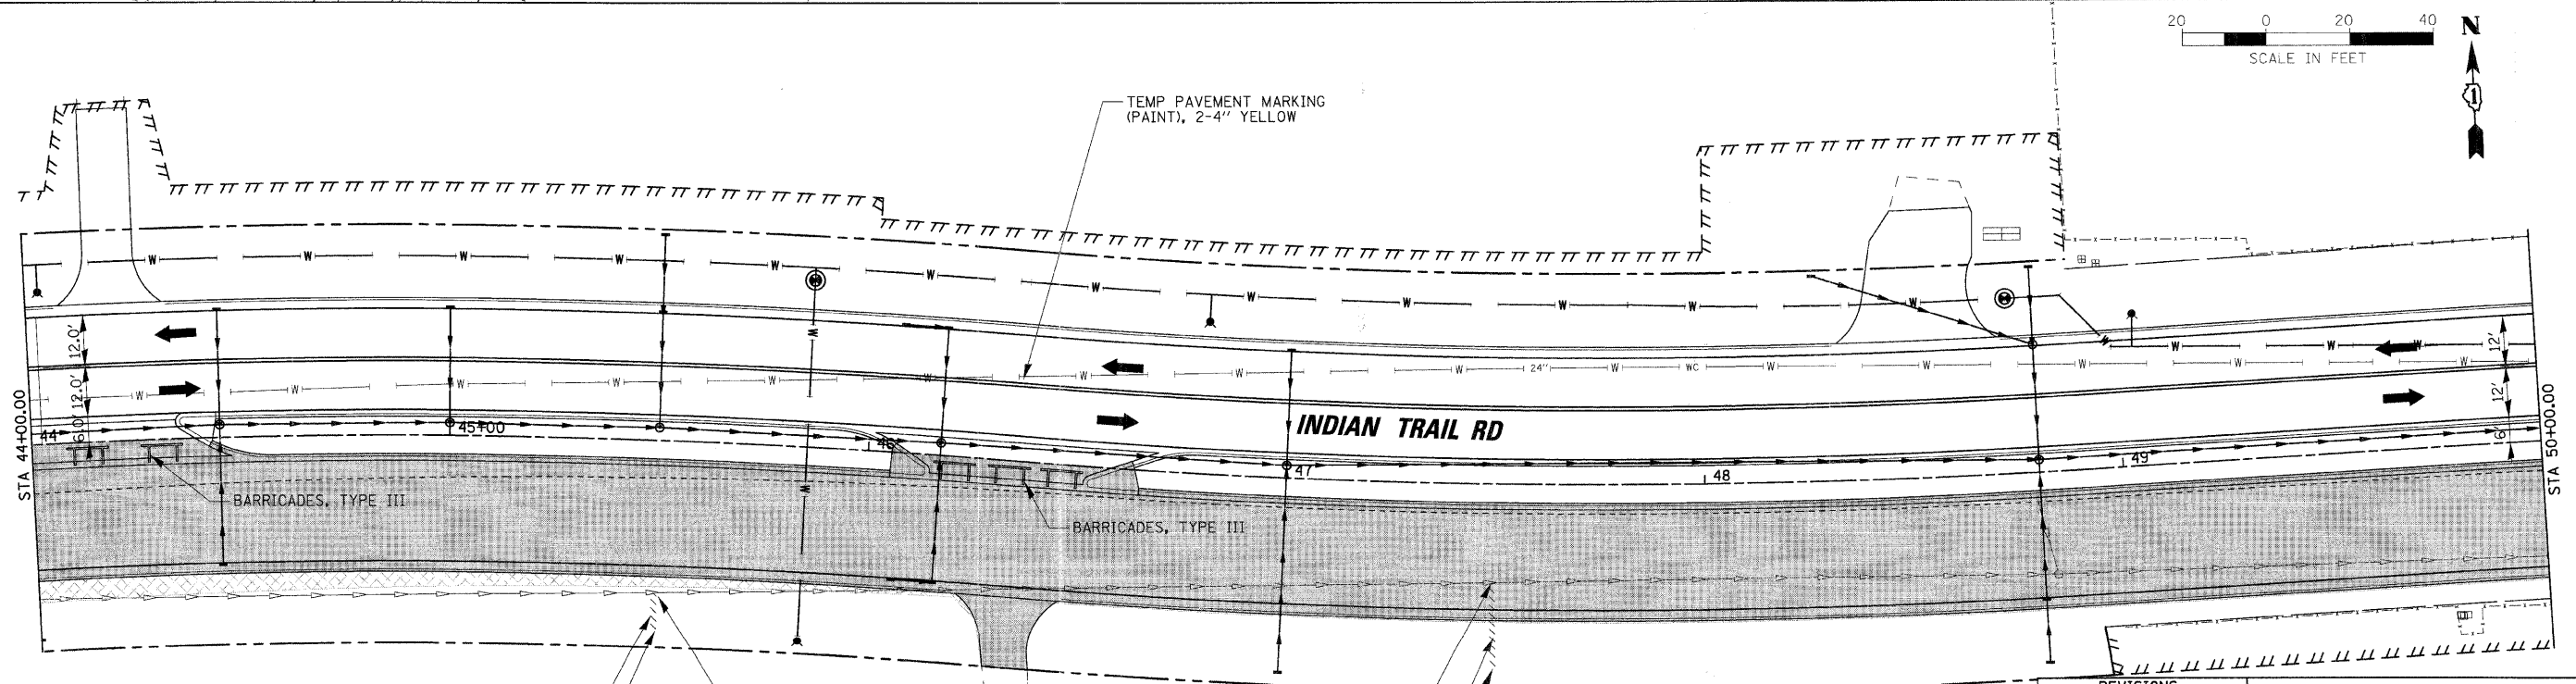 20 0 20 40
SCALE IN FEET
N
1
TEMP PAVEMENT MARKING
(PAINT), 2-4" YELLOW
W W W W W W W W W W W W
W
12.0'
12.0'
6.0'
W W W W W W W W W 24" W WC W W W W W
W W W
12'
12'
6'
INDIAN TRAIL RD
STA 44+00.00
44
45+00
46
47
48
49
STA 50+00.00
W
BARRICADES, TYPE III
BARRICADES, TYPE III
REVISIONS